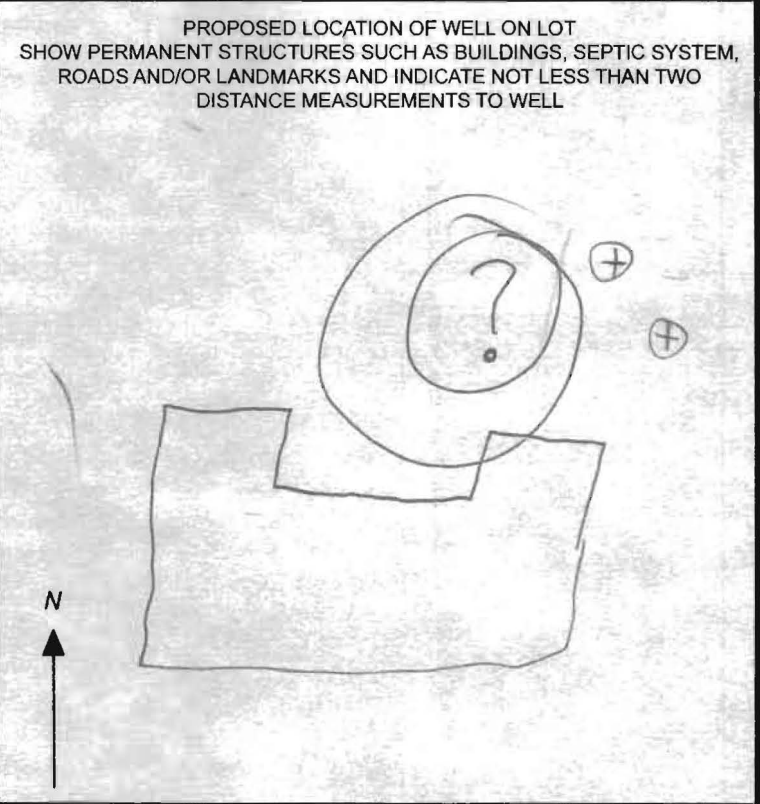 PROPOSED LOCATION OF WELL ON LOT
SHOW PERMANENT STRUCTURES SUCH AS BUILDINGS, SEPTIC SYSTEM,
ROADS AND/OR LANDMARKS AND INDICATE NOT LESS THAN TWO
DISTANCE MEASUREMENTS TO WELL
?
+
+
N